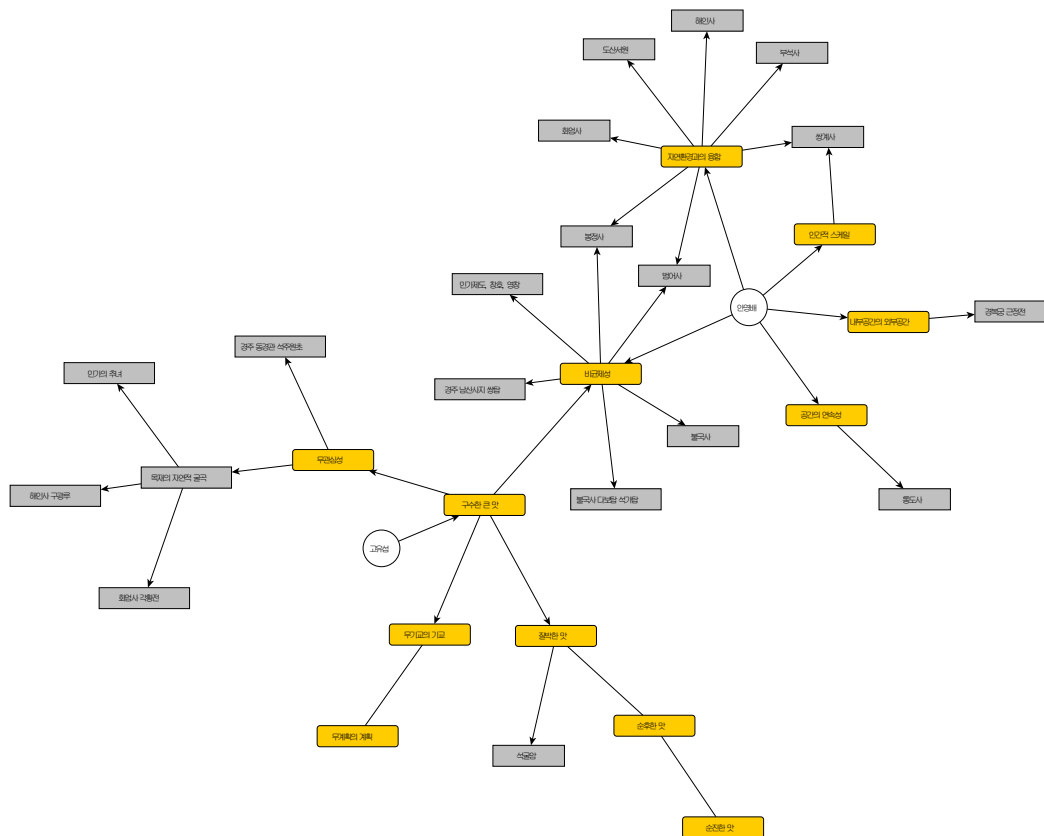 해인사
도산서원
부석사
화엄사
쌍계사
자연환경과의 융합
봉정사
인간적 스케일
범어사
민가제도, 창호, 영창
안영배
경복궁 근정전
내부공간의 외부공간
경주 동경관 석주원초
민가의 추녀
비균제성
경주 남산사지 쌍탑
공간의 연속성
불국사
무관심성
목재의 자연적 굴곡
해인사 구광루
구수한 큰 맛
불국사 다보탑 석가탑
통도사
고유섭
화엄사 각황전
무기교의 기교
질박한 맛
순후한 맛
무계획의 계획
석굴암
순진한 맛